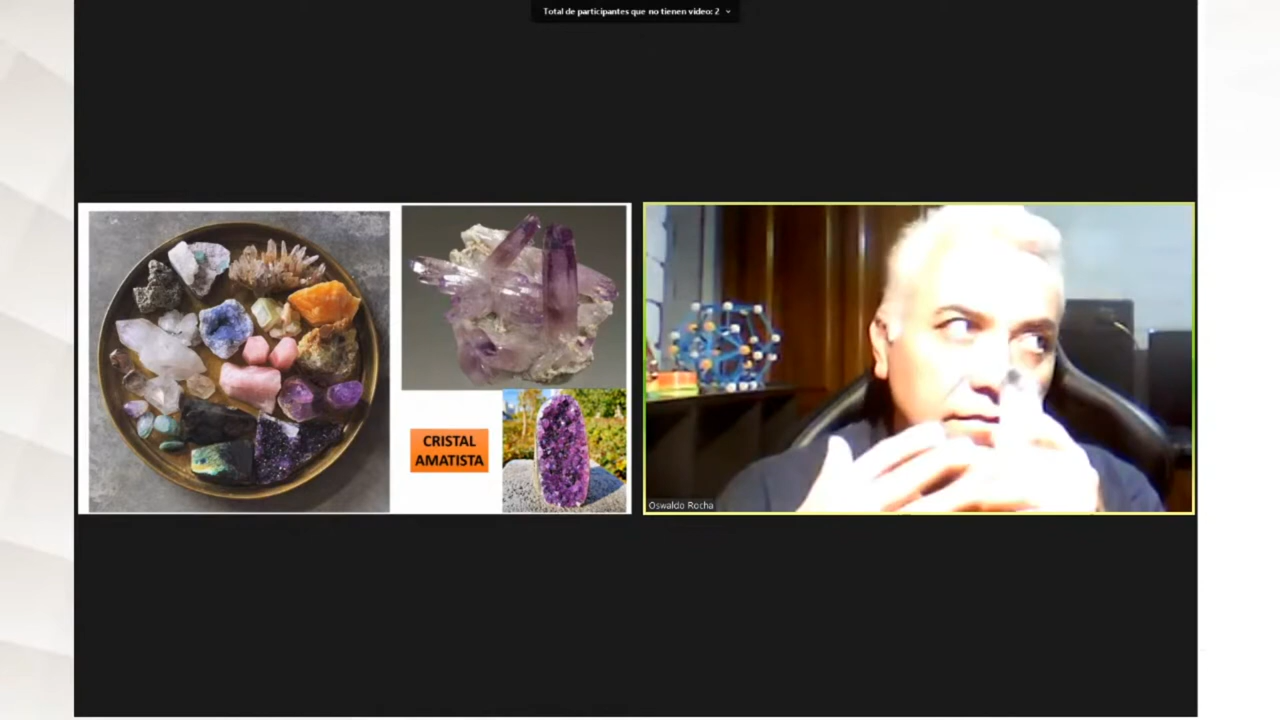 Total de participantes que no tienen video: 2
CRISTAL
AMATISTA
Oswaldo Rocha